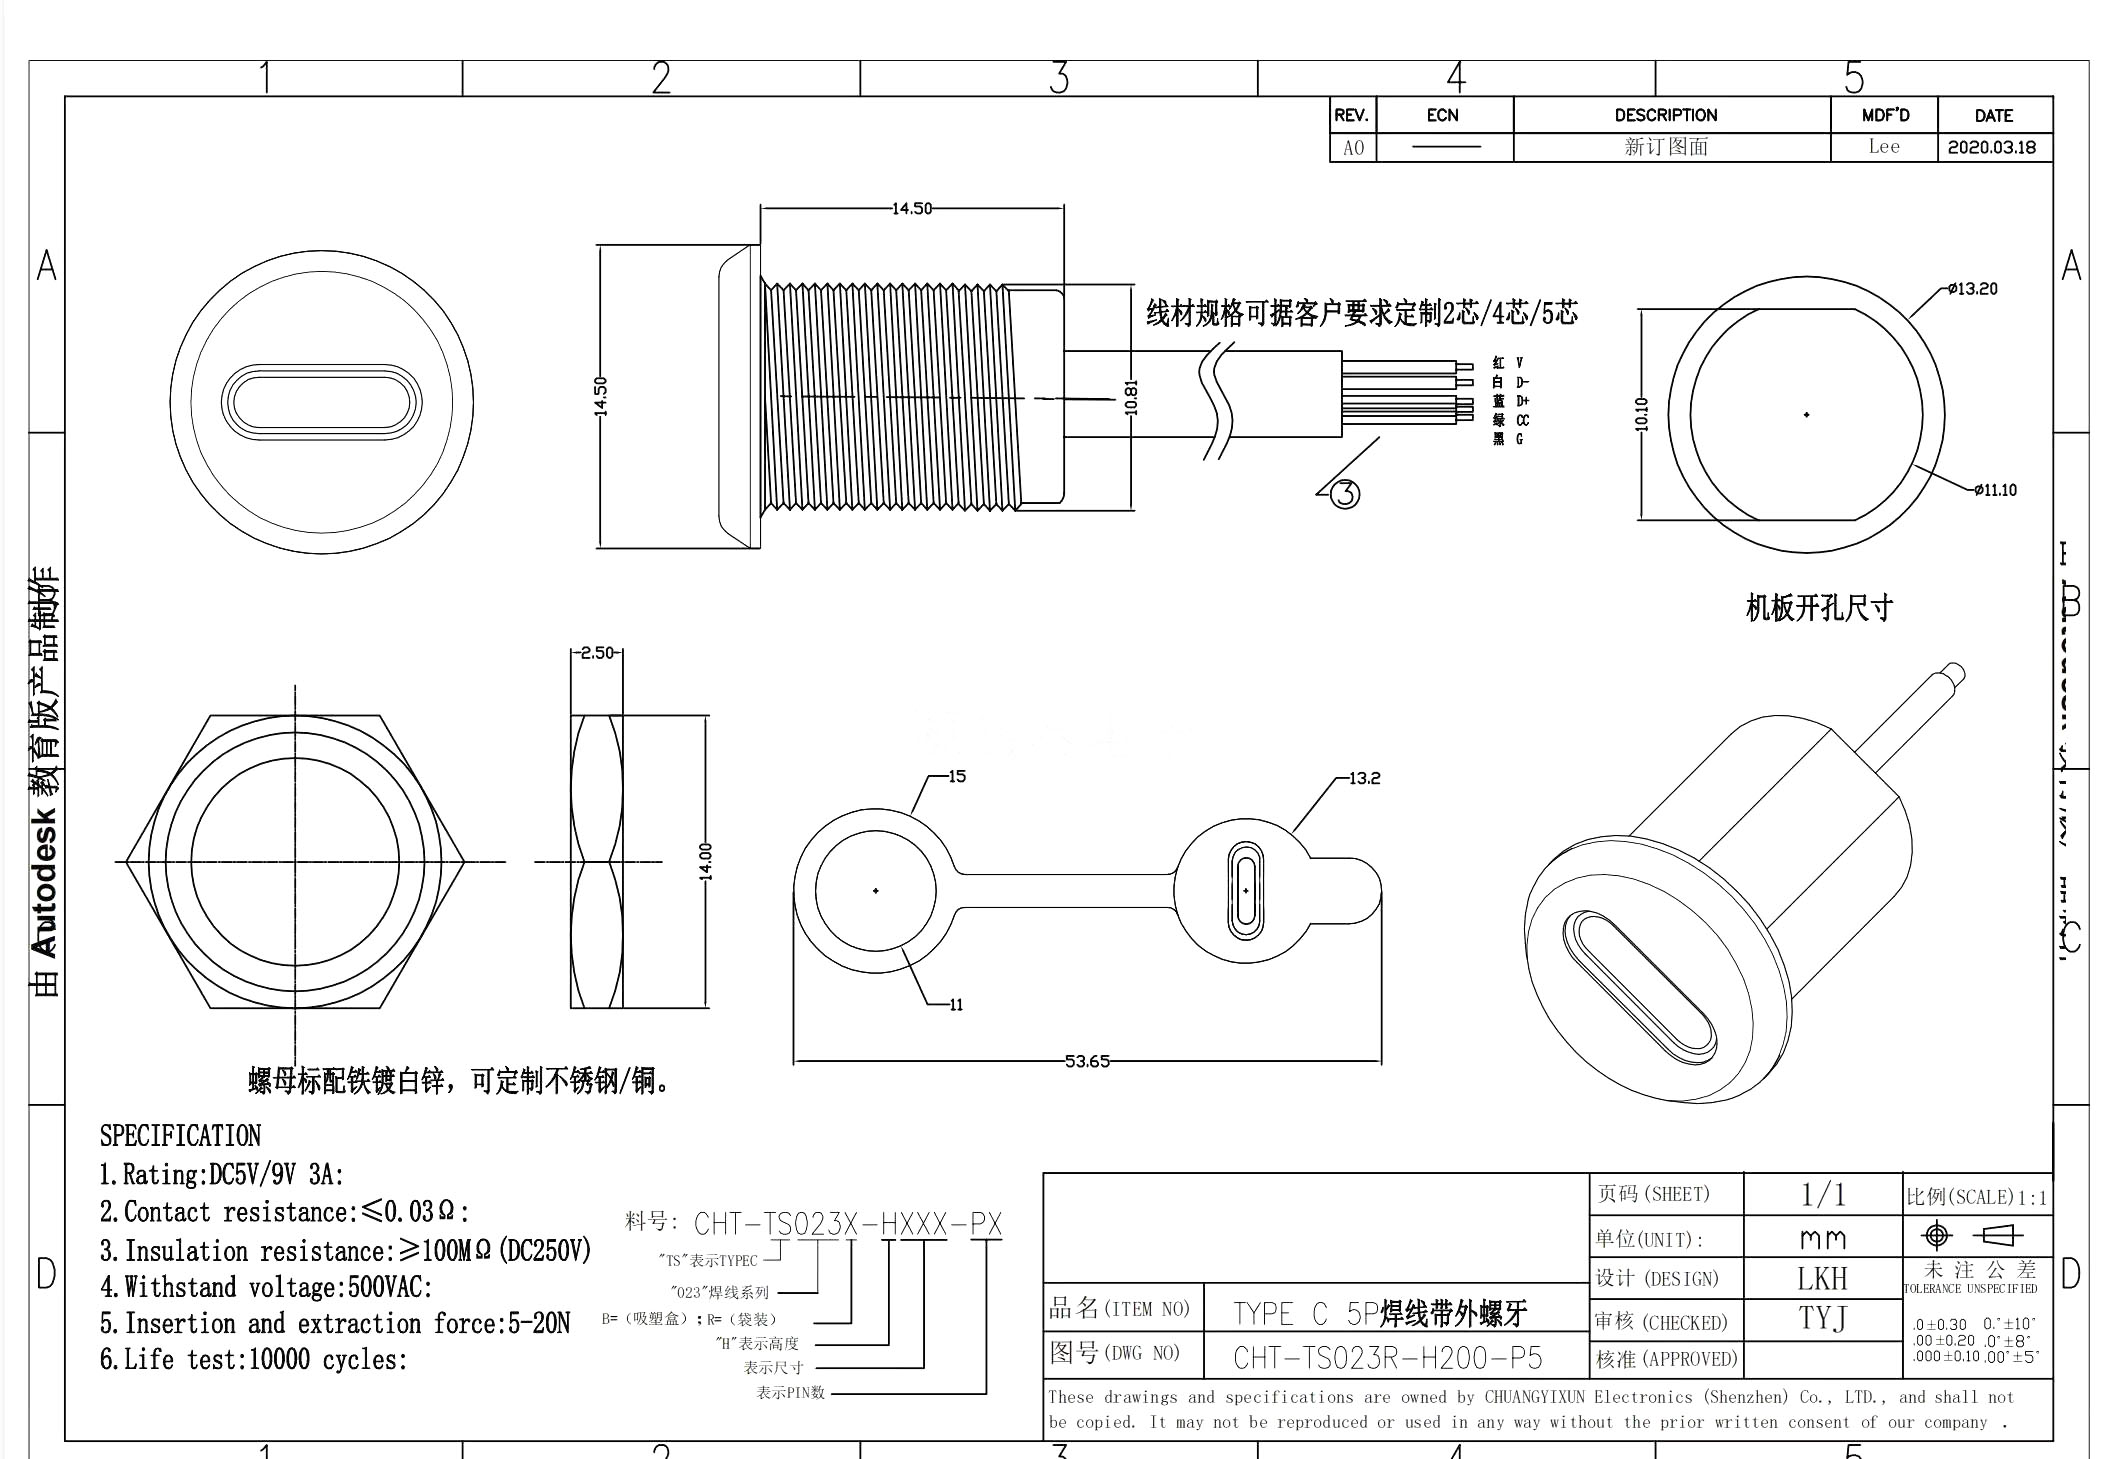 1 2 3 4 5
REV. ECN DESCRIPTION MDF'D DATE
A0 新订图面 Lee 2020.03.18
A A
14.50
14.50
10.81
线材规格可据客户要求定制2芯/4芯/5芯
红 V
白 D-
蓝 D+
绿 CC
黑 G
3
ø13.20
10.10
ø11.10
机板开孔尺寸
B
由 Autodesk 教育版产品制作
2.50
14.00
15
13.2
11
53.65
C
螺母标配铁镀白锌，可定制不锈钢/铜。
SPECIFICATION
1.Rating:DC5V/9V 3A:
2.Contact resistance:≤0.03Ω:
3.Insulation resistance:≥100MΩ(DC250V)
4.Withstand voltage:500VAC:
5.Insertion and extraction force:5-20N
6.Life test:10000 cycles:
料号: CHT-TS023X-HXXX-PX
"TS"表示TYPEC
"023"焊线系列
B=（吸塑盒）;R=（袋装）
"H"表示高度
表示尺寸
表示PIN数
D D
页码(SHEET) 1/1 比例(SCALE)1:1
单位(UNIT): mm
设计(DESIGN) LKH 未注公差
TOLERANCE UNSPECIFIED
品名(ITEM NO) TYPE C 5P焊线带外螺牙
审核(CHECKED) TYJ
.0±0.30 0.°±10°
.00±0.20 .0°±8°
.000±0.10 .00°±5°
图号(DWG NO) CHT-TS023R-H200-P5
核准(APPROVED)
These drawings and specifications are owned by CHUANGYIXUN Electronics (Shenzhen) Co., LTD., and shall not
be copied. It may not be reproduced or used in any way without the prior written consent of our company .
1 2 3 4 5